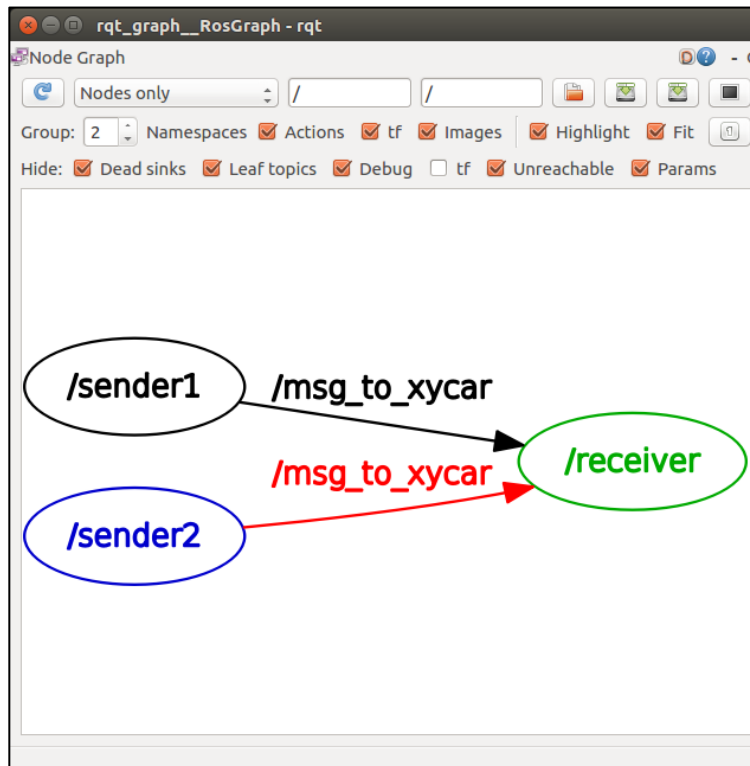 rqt_graph__RosGraph - rqt
Node Graph D ? -
Nodes only / /
Group: 2 Namespaces Actions tf Images Highlight Fit
Hide: Dead sinks Leaf topics Debug tf Unreachable Params
/sender1 /msg_to_xycar
/receiver
/msg_to_xycar
/sender2